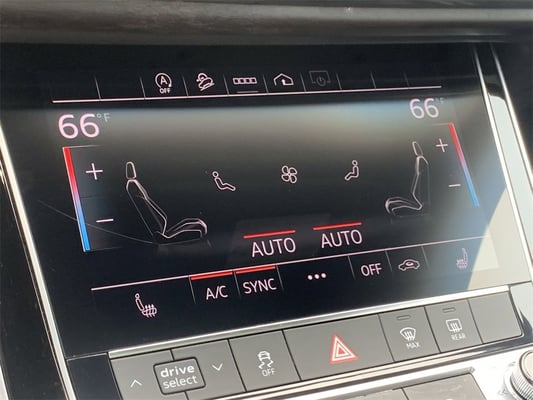 A
OFF
66°F
66°F
+
+
−
−
AUTO
AUTO
A/C
SYNC
•••
OFF
drive
select
OFF
MAX
REAR